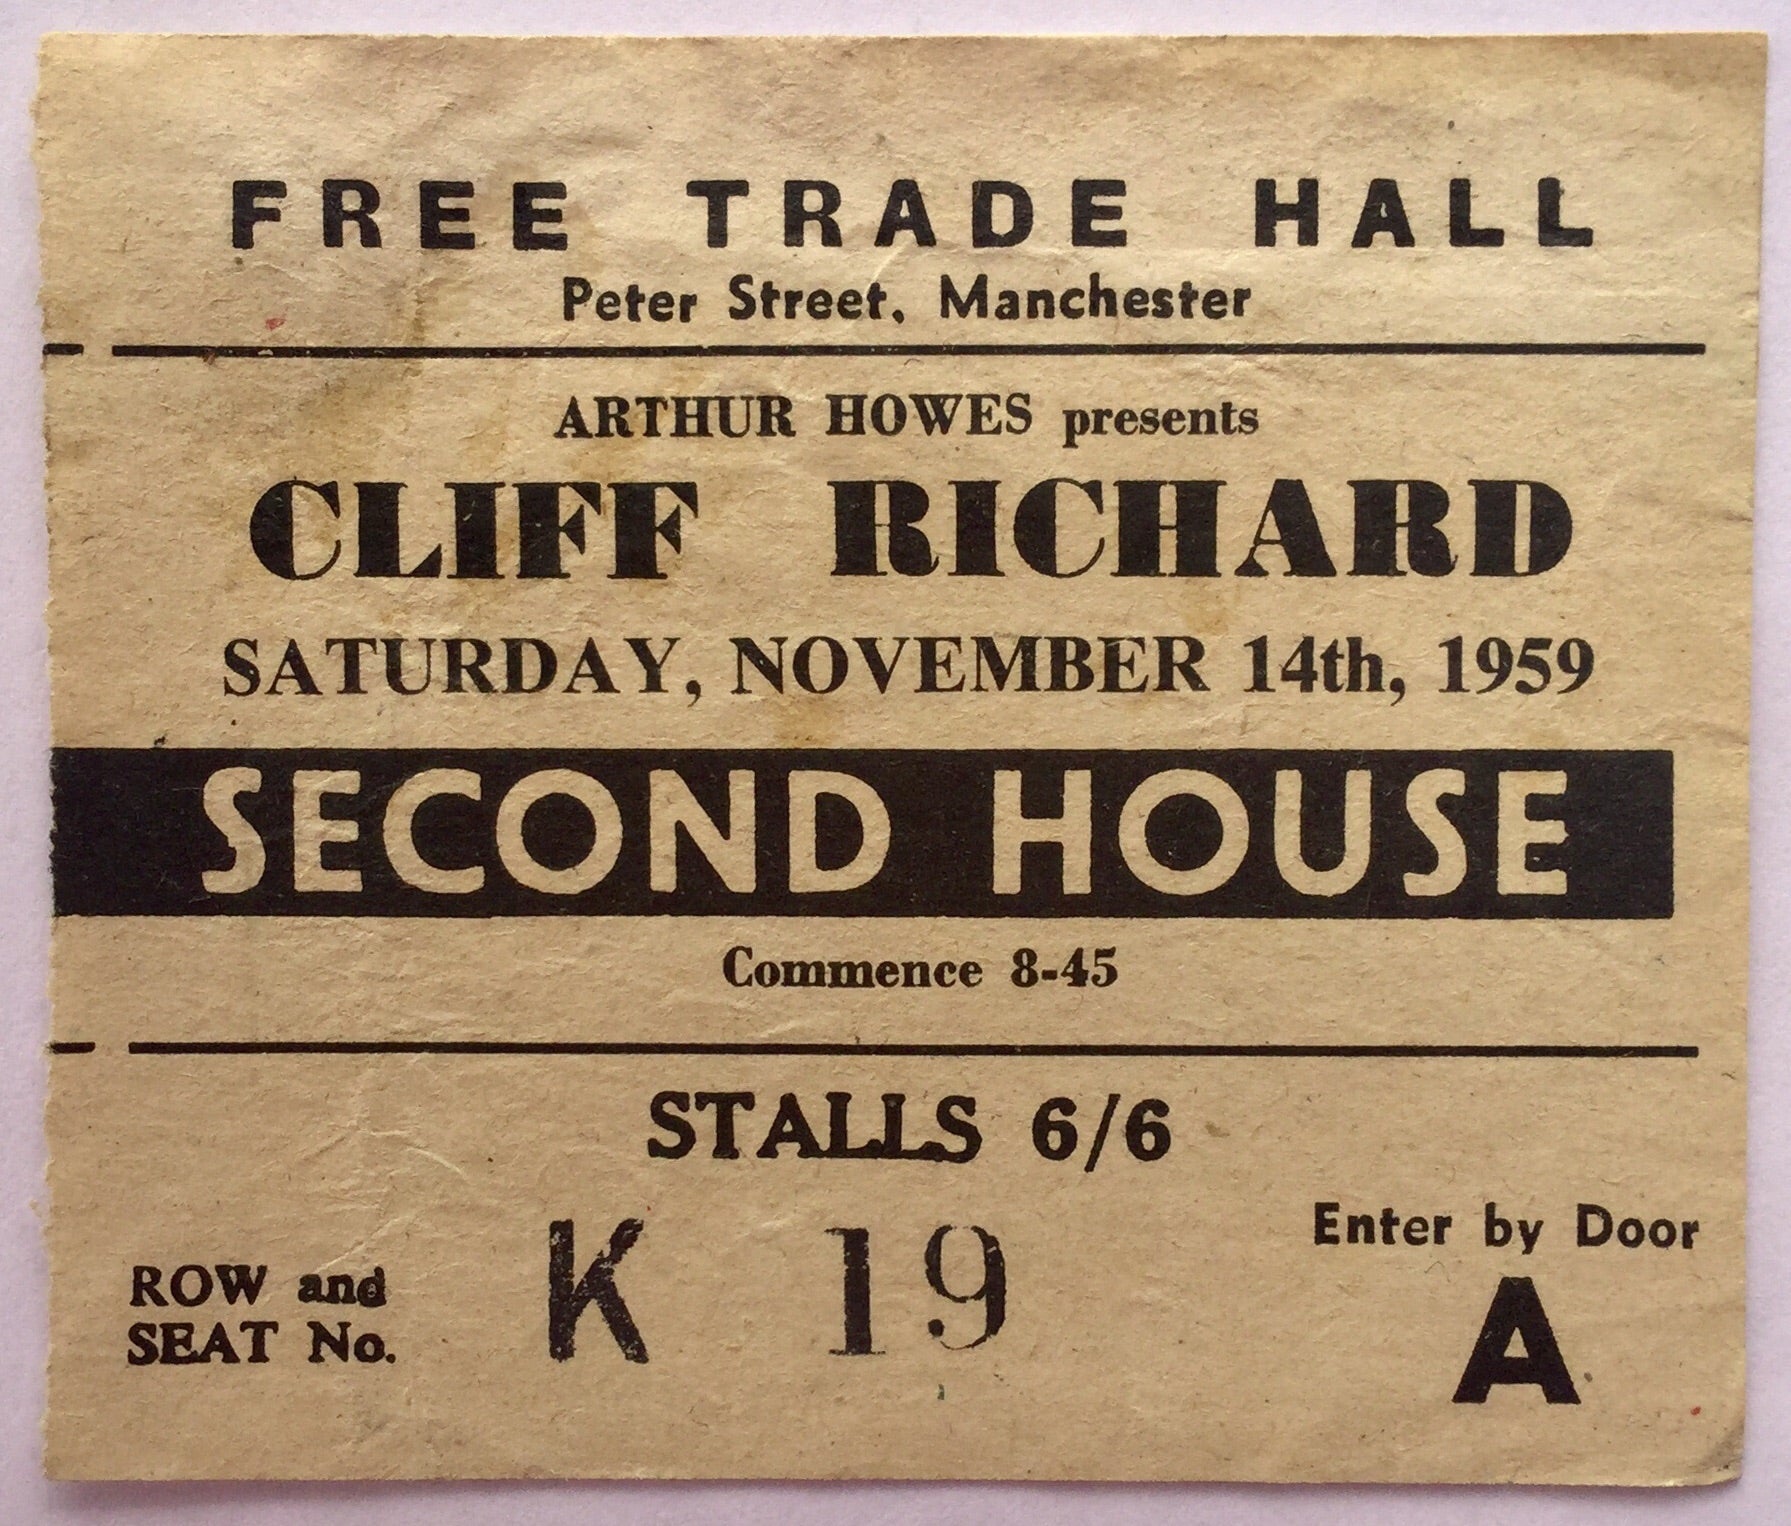 FREE TRADE HALL
Peter Street, Manchester
ARTHUR HOWES presents
CLIFF RICHARD
SATURDAY, NOVEMBER 14th, 1959
SECOND HOUSE
Commence 8-45
STALLS 6/6
ROW and
SEAT No.
K 19
Enter by Door
A